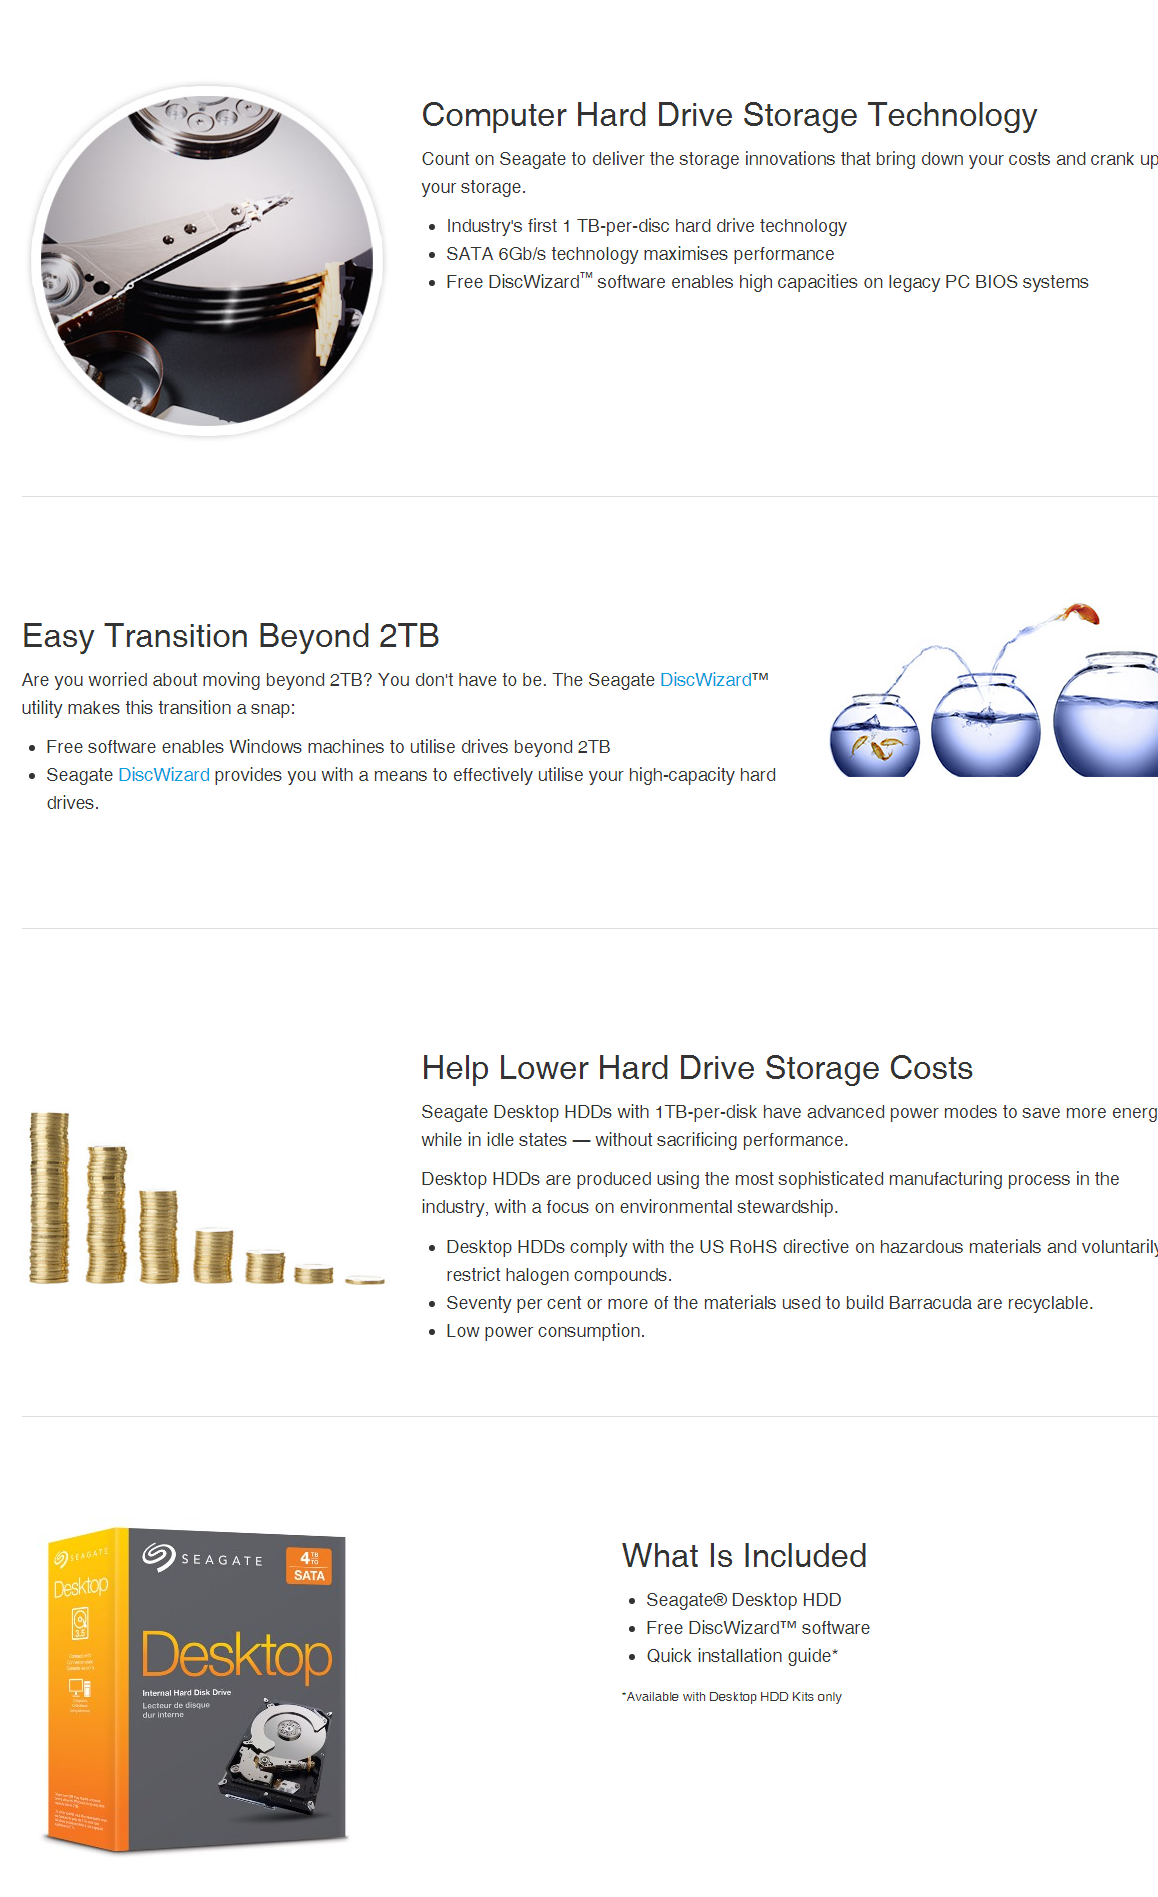 Computer Hard Drive Storage Technology
Count on Seagate to deliver the storage innovations that bring down your costs and crank up
your storage.
• Industry's first 1 TB-per-disc hard drive technology
• SATA 6Gb/s technology maximises performance
• Free DiscWizard™ software enables high capacities on legacy PC BIOS systems
Easy Transition Beyond 2TB
Are you worried about moving beyond 2TB? You don't have to be. The Seagate DiscWizard™
utility makes this transition a snap:
• Free software enables Windows machines to utilise drives beyond 2TB
• Seagate DiscWizard provides you with a means to effectively utilise your high-capacity hard
drives.
Help Lower Hard Drive Storage Costs
Seagate Desktop HDDs with 1TB-per-disk have advanced power modes to save more energ
while in idle states — without sacrificing performance.
Desktop HDDs are produced using the most sophisticated manufacturing process in the
industry, with a focus on environmental stewardship.
• Desktop HDDs comply with the US RoHS directive on hazardous materials and voluntarily
restrict halogen compounds.
• Seventy per cent or more of the materials used to build Barracuda are recyclable.
• Low power consumption.
SEAGATE
Desktop
3.5
SEAGATE
4 TB TO
SATA
Desktop
Internal Hard Disk Drive
Lecteur de disque
dur interne
What Is Included
• Seagate® Desktop HDD
• Free DiscWizard™ software
• Quick installation guide*
*Available with Desktop HDD Kits only